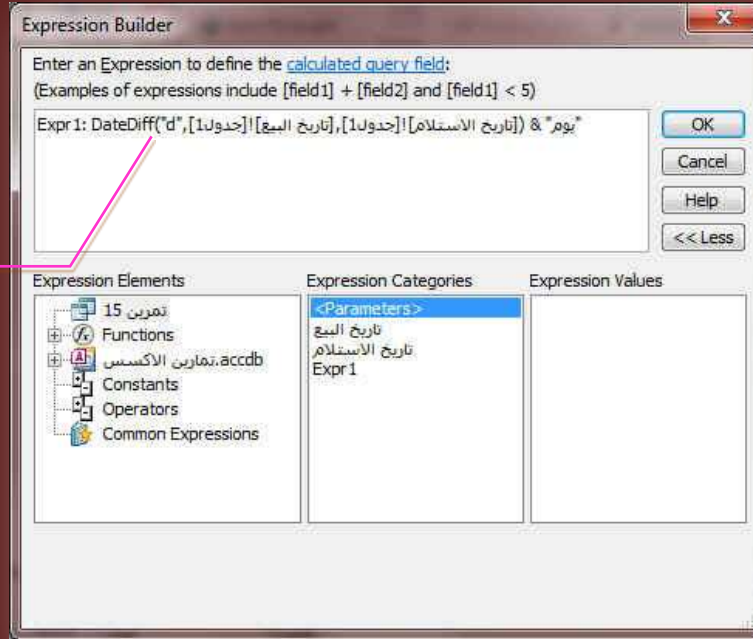 Expression Builder
Enter an Expression to define the calculated query field:
(Examples of expressions include [field1] + [field2] and [field1] < 5)
Expr1: DateDiff("d",[جدول1]![تاريخ البيع],[جدول1]![تاريخ الاستلام]) & "يوم"
OK
Cancel
Help
<< Less
Expression Elements
تمرين 15
Functions
تمارين الاكسس.accdb
Constants
Operators
Common Expressions
Expression Categories
<Parameters>
تاريخ البيع
تاريخ الاستلام
Expr1
Expression Values